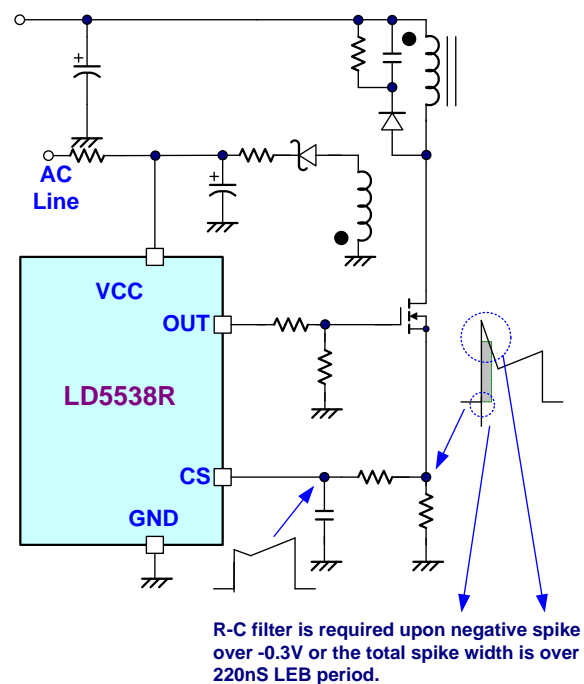 AC
Line
VCC
OUT
LD5538R
CS
GND
R-C filter is required upon negative spike
over -0.3V or the total spike width is over
220nS LEB period.
+
+